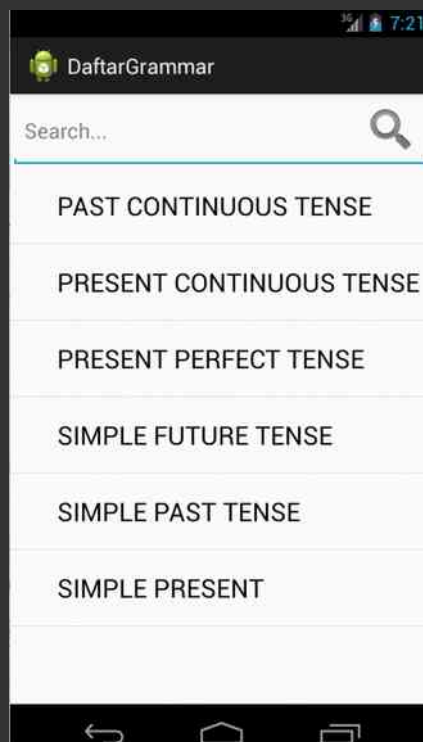 3G 7:21
DaftarGrammar
Search...
PAST CONTINUOUS TENSE
PRESENT CONTINUOUS TENSE
PRESENT PERFECT TENSE
SIMPLE FUTURE TENSE
SIMPLE PAST TENSE
SIMPLE PRESENT